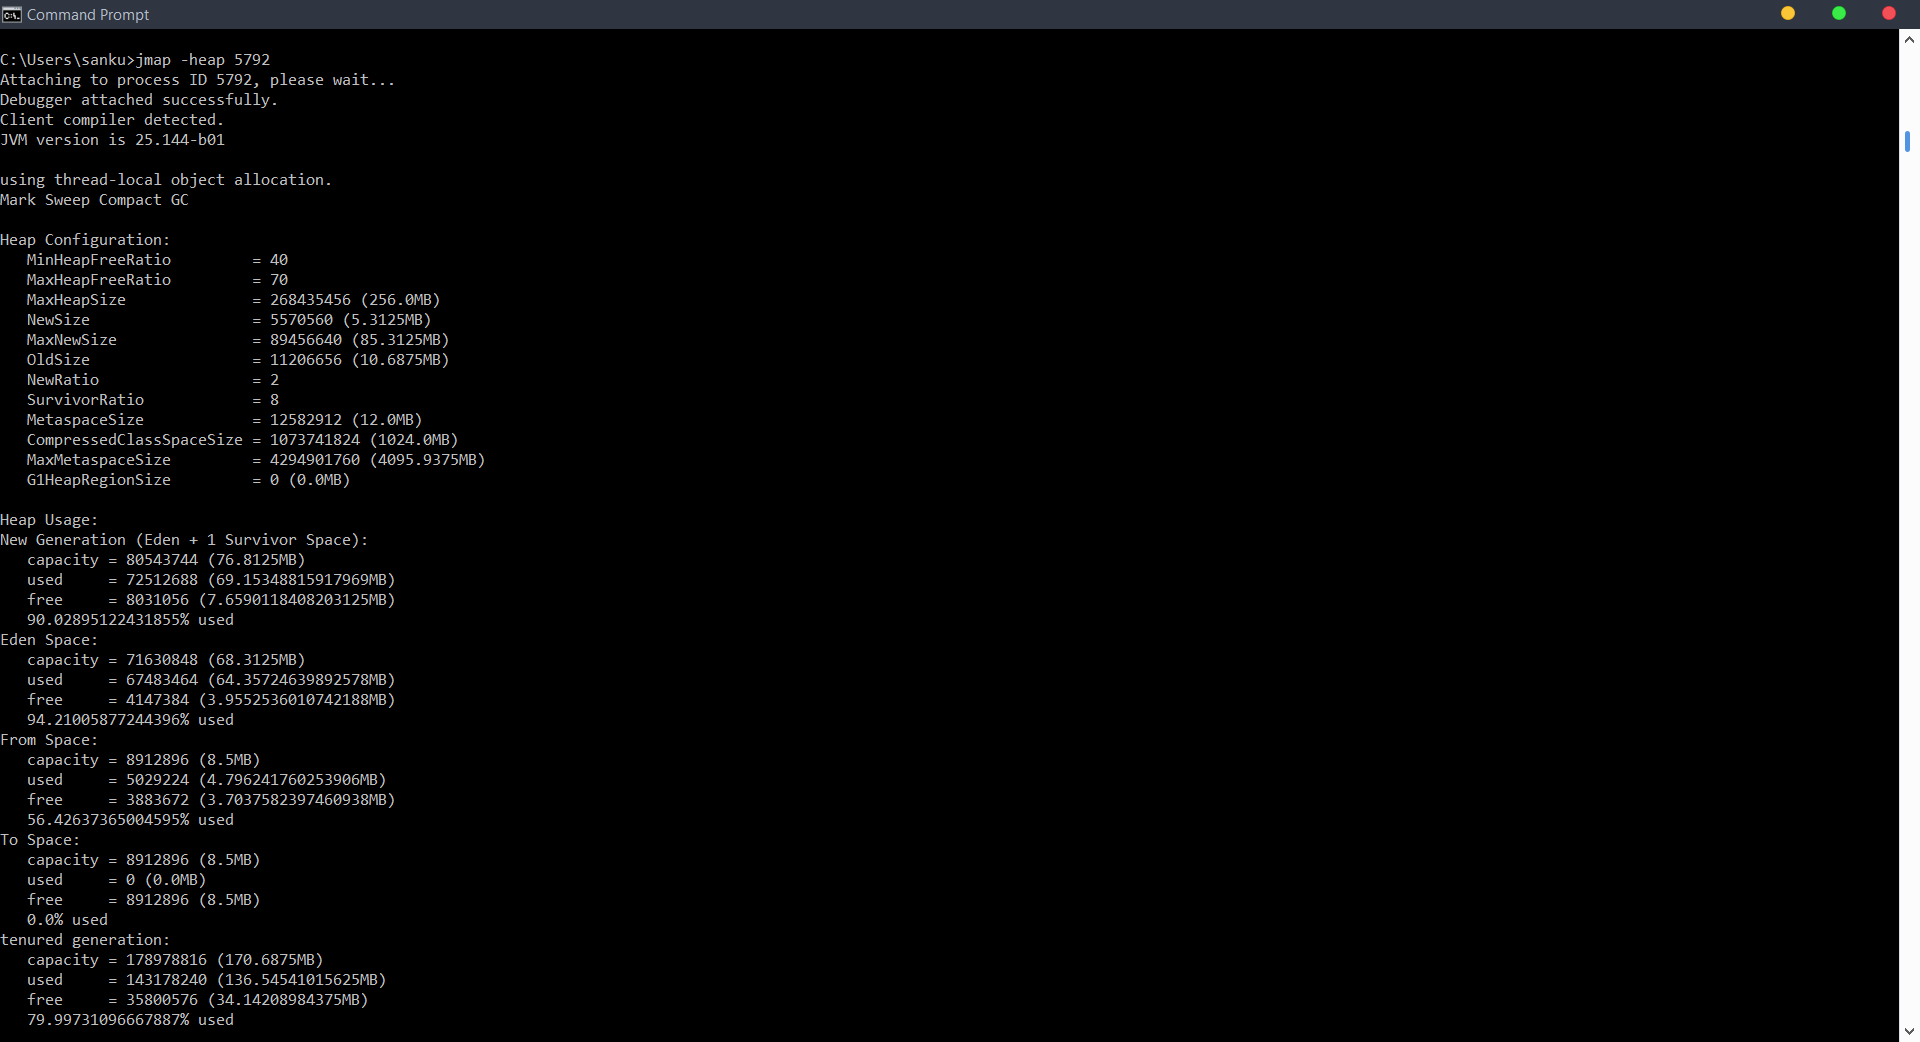 Command Prompt
C:\Users\sanku>jmap -heap 5792
Attaching to process ID 5792, please wait...
Debugger attached successfully.
Client compiler detected.
JVM version is 25.144-b01
using thread-local object allocation.
Mark Sweep Compact GC
Heap Configuration:
   MinHeapFreeRatio         = 40
   MaxHeapFreeRatio         = 70
   MaxHeapSize              = 268435456 (256.0MB)
   NewSize                  = 5570560 (5.3125MB)
   MaxNewSize               = 89456640 (85.3125MB)
   OldSize                  = 11206656 (10.6875MB)
   NewRatio                 = 2
   SurvivorRatio            = 8
   MetaspaceSize            = 12582912 (12.0MB)
   CompressedClassSpaceSize = 1073741824 (1024.0MB)
   MaxMetaspaceSize         = 4294901760 (4095.9375MB)
   G1HeapRegionSize         = 0 (0.0MB)
Heap Usage:
New Generation (Eden + 1 Survivor Space):
   capacity = 80543744 (76.8125MB)
   used     = 72512688 (69.15348815917969MB)
   free     = 8031056 (7.6590118408203125MB)
   90.02895122431855% used
Eden Space:
   capacity = 71630848 (68.3125MB)
   used     = 67483464 (64.35724639892578MB)
   free     = 4147384 (3.9552536010742188MB)
   94.21005877244396% used
From Space:
   capacity = 8912896 (8.5MB)
   used     = 5029224 (4.796241760253906MB)
   free     = 3883672 (3.7037582397460938MB)
   56.42637365004595% used
To Space:
   capacity = 8912896 (8.5MB)
   used     = 0 (0.0MB)
   free     = 8912896 (8.5MB)
   0.0% used
tenured generation:
   capacity = 178978816 (170.6875MB)
   used     = 143178240 (136.54541015625MB)
   free     = 35800576 (34.14208984375MB)
   79.99731096667887% used